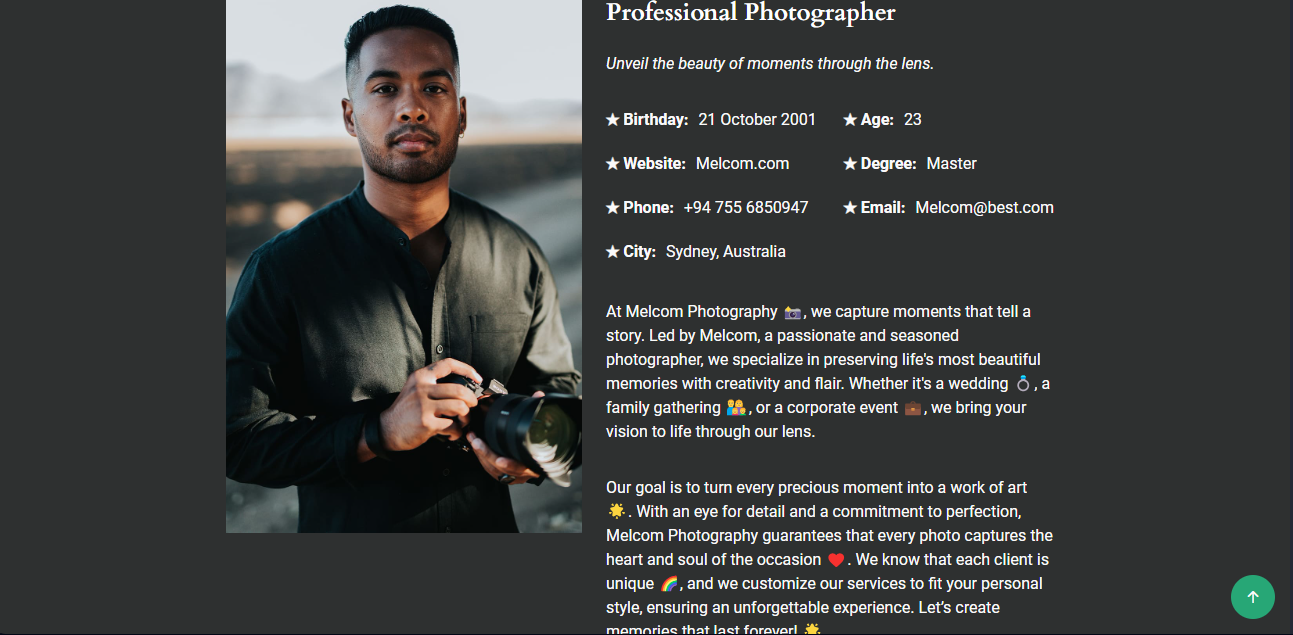 Professional Photographer
Unveil the beauty of moments through the lens.
★ Birthday: 21 October 2001 ★ Age: 23
★ Website: Melcom.com ★ Degree: Master
★ Phone: +94 755 6850947 ★ Email: Melcom@best.com
★ City: Sydney, Australia
At Melcom Photography 📸, we capture moments that tell a
story. Led by Melcom, a passionate and seasoned
photographer, we specialize in preserving life's most beautiful
memories with creativity and flair. Whether it's a wedding 💍, a
family gathering 👨‍👩‍👧‍👦, or a corporate event 💼, we bring your
vision to life through our lens.
Our goal is to turn every precious moment into a work of art
🌟. With an eye for detail and a commitment to perfection,
Melcom Photography guarantees that every photo captures the
heart and soul of the occasion ❤️. We know that each client is
unique 🌈, and we customize our services to fit your personal
style, ensuring an unforgettable experience. Let’s create
memories that last forever! 🌟